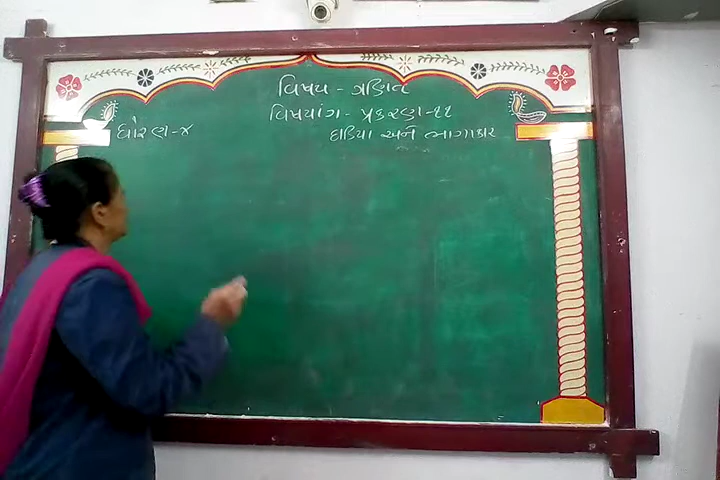 વિષય - ગણિત
વિષયાંગ - પ્રકરણ - ૧૧
ધોરણ - ૪
ઘડિયા અને ભાગાકાર